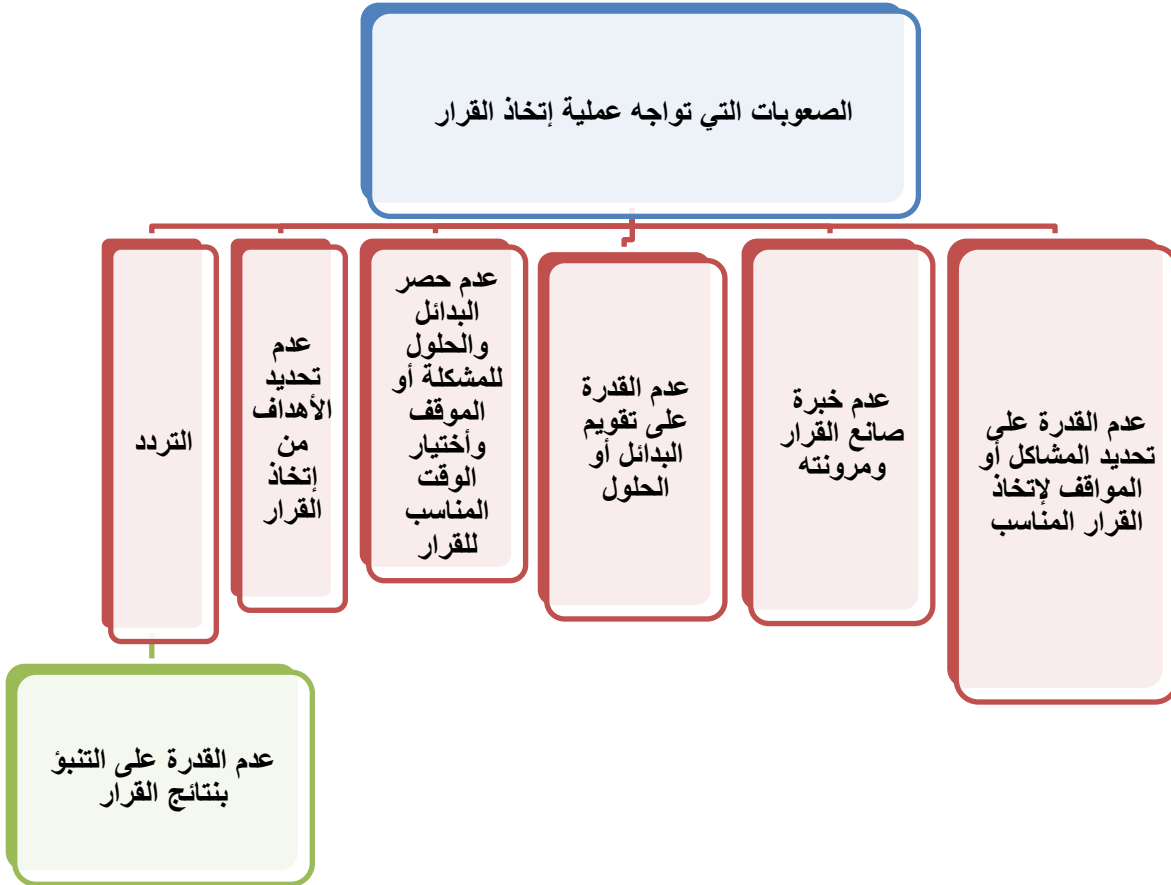 الصعوبات التي تواجه عملية إتخاذ القرار
عدم القدرة على
تحديد المشاكل أو
المواقف لإتخاذ
القرار المناسب
عدم خبرة
صانع القرار
ومرونته
عدم القدرة
على تقويم
البدائل أو
الحلول
عدم حصر
البدائل
والحلول
للمشكلة أو
الموقف
وأختيار
الوقت
المناسب
للقرار
عدم
تحديد
الأهداف
من
إتخاذ
القرار
التردد
عدم القدرة على التنبؤ
بنتائج القرار